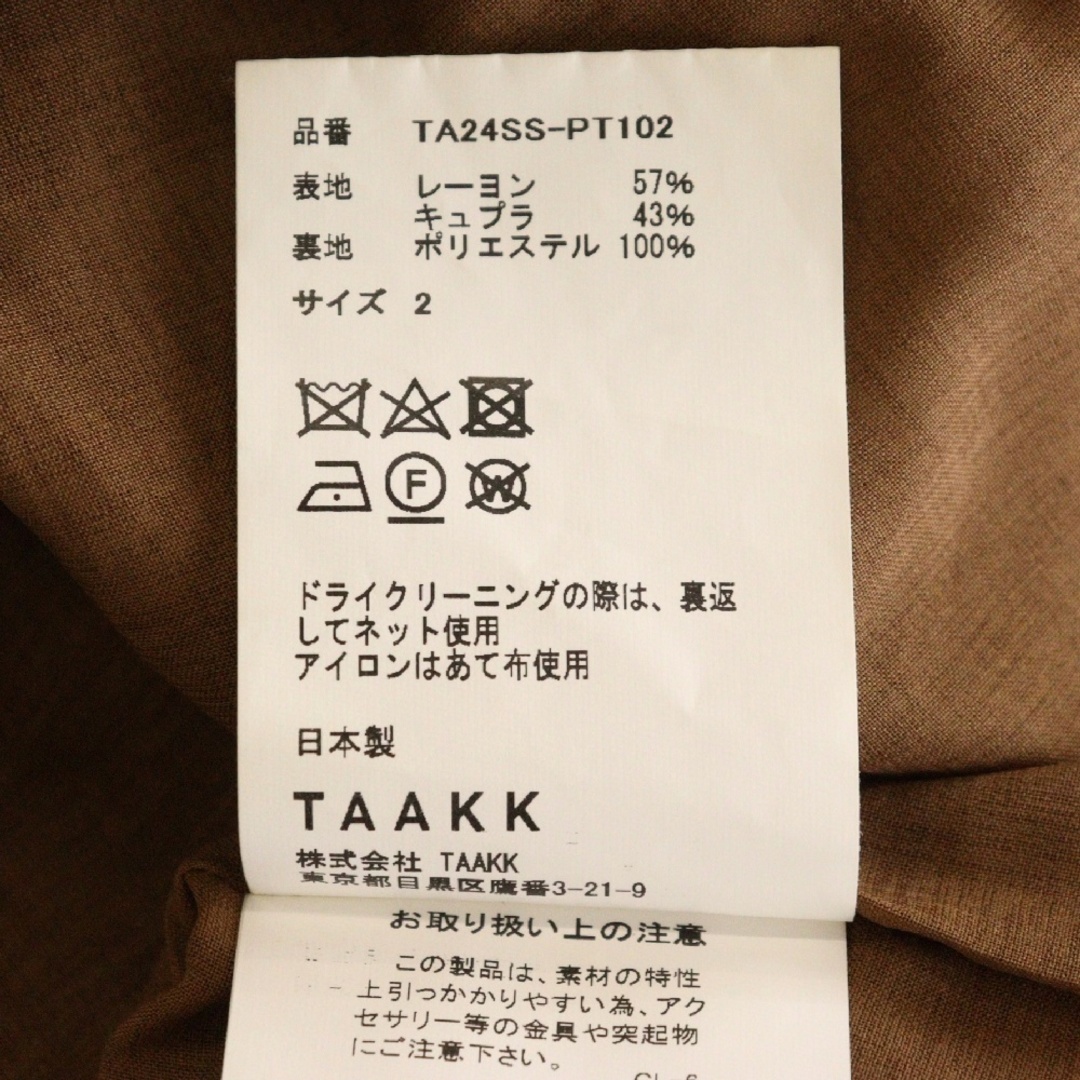 品番 TA24SS-PT102
表地 レーヨン 57%
キュプラ 43%
裏地 ポリエステル 100%
サイズ 2
F W
ドライクリーニングの際は、裏返
してネット使用
アイロンはあて布使用
日本製
TAAKK
株式会社 TAAKK
東京都目黒区鷹番3-21-9
お取り扱い上の注意
この製品は、素材の特性
上引っかかりやすい為、アク
セサリー等の金具や突起物
にご注意下さい。